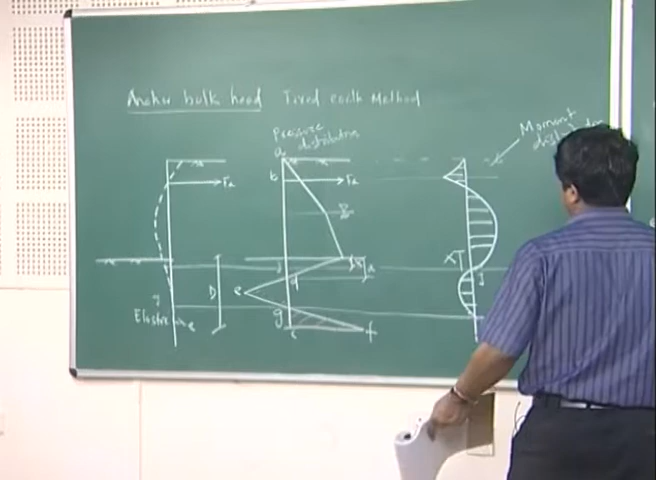 Anchor bulk head Fixed earth Method
Pressure
distribution
Moment
a
b
Fa
Fa
D
e
d
g
g
c
f
J
Elastic line